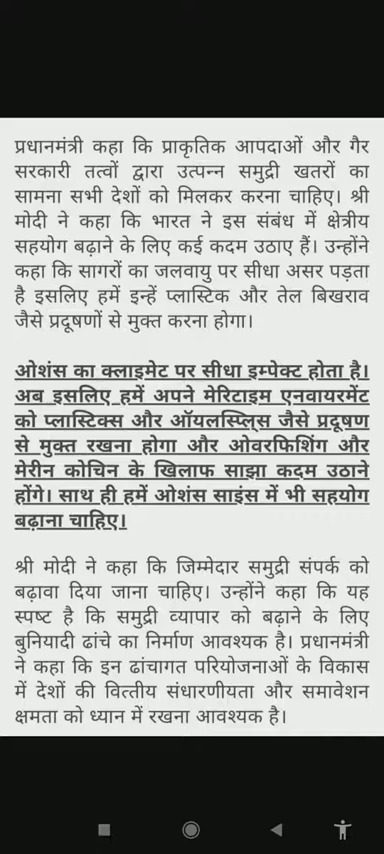 प्रधानमंत्री कहा कि प्राकृतिक आपदाओं और गैर
सरकारी तत्वों द्वारा उत्पन्न समुद्री खतरों का
सामना सभी देशों को मिलकर करना चाहिए। श्री
मोदी ने कहा कि भारत ने इस संबंध में क्षेत्रीय
सहयोग बढ़ाने के लिए कई कदम उठाए हैं। उन्होंने
कहा कि सागरों का जलवायु पर सीधा असर पड़ता
है इसलिए हमें इन्हें प्लास्टिक और तेल बिखराव
जैसे प्रदूषणों से मुक्त करना होगा।
ओशंस का क्लाइमेट पर सीधा इम्पेक्ट होता है।
अब इसलिए हमें अपने मेरिटाइम एनवायरमेंट
को प्लास्टिक्स और ऑयलस्प्लि्स जैसे प्रदूषण
से मुक्त रखना होगा और ओवरफिशिंग और
मेरीन कोचिन के खिलाफ साझा कदम उठाने
होंगे। साथ ही हमें ओशंस साइंस में भी सहयोग
बढ़ाना चाहिए।
श्री मोदी ने कहा कि जिम्मेदार समुद्री संपर्क को
बढ़ावा दिया जाना चाहिए। उन्होंने कहा कि यह
स्पष्ट है कि समुद्री व्यापार को बढ़ाने के लिए
बुनियादी ढांचे का निर्माण आवश्यक है। प्रधानमंत्री
ने कहा कि इन ढांचागत परियोजनाओं के विकास
में देशों की वित्तीय संधारणीयता और समावेशन
क्षमता को ध्यान में रखना आवश्यक है।